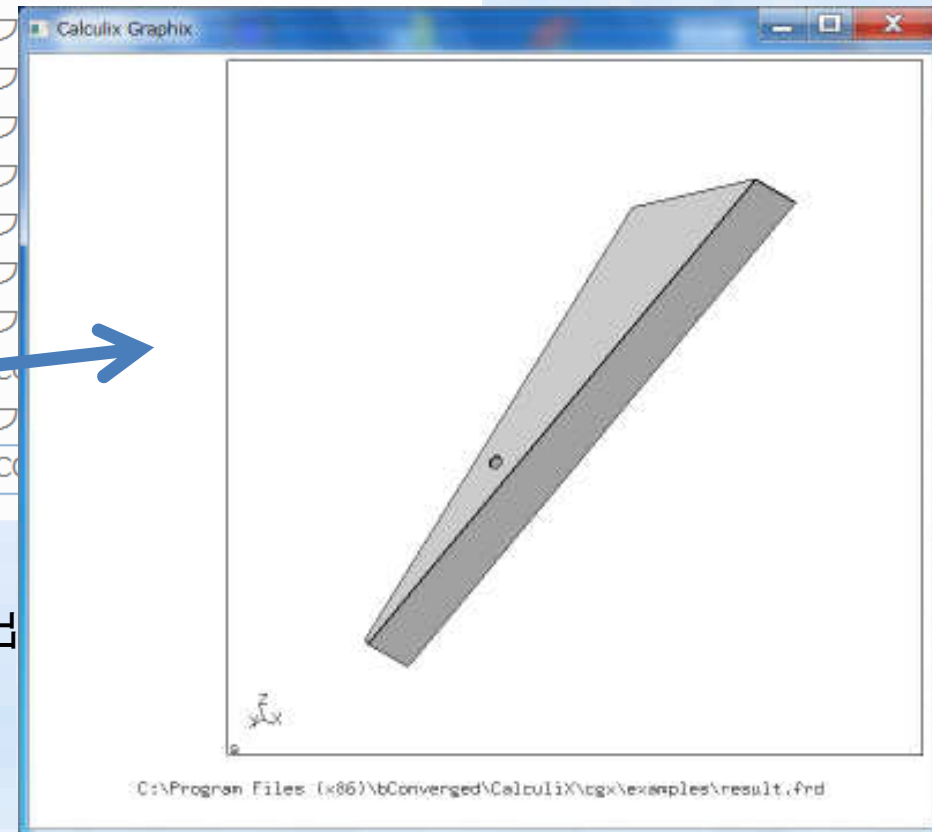 Calculix Graphix
Z
Y X
C:\Program Files (x86)\bConverged\CalculiX\cgx\examples\result.frd